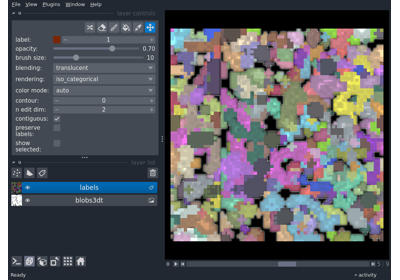 File View Plugins Window Help
layer controls
label: 1
opacity: 0.70
brush size: 10
blending: translucent
rendering: iso_categorical
color mode: auto
contour: 0
n edit dim: 2
contiguous:
preserve
labels:
show
selected:
layer list
labels
blobs3dt
Ready
activity